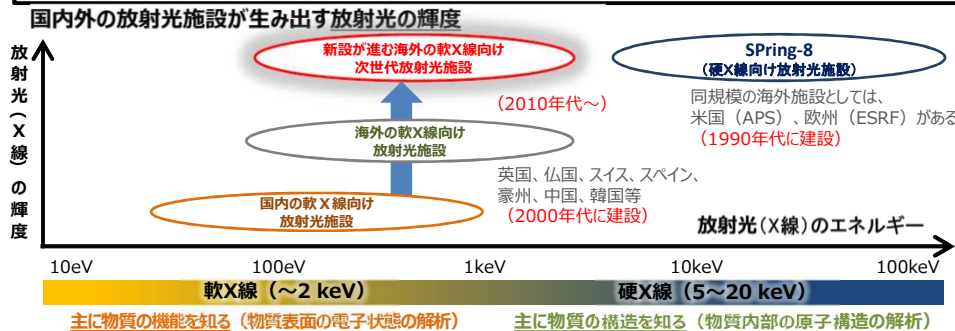 国内外の放射光施設が生み出す放射光の輝度
放射光(X線)の輝度
新設が進む海外の軟X線向け
次世代放射光施設
(2010年代~)
海外の軟X線向け
放射光施設
英国、仏国、スイス、スペイン、
豪州、中国、韓国等
(2000年代に建設)
国内の軟X線向け
放射光施設
SPring-8
(硬X線向け放射光施設)
同規模の海外施設としては、
米国(APS)、欧州(ESRF)がある
(1990年代に建設)
放射光(X線)のエネルギー
10eV 100eV 1keV 10keV 100keV
軟X線(~2 keV) 硬X線(5~20 keV)
主に物質の機能を知る(物質表面の電子状態の解析) 主に物質の構造を知る(物質内部の原子構造の解析)